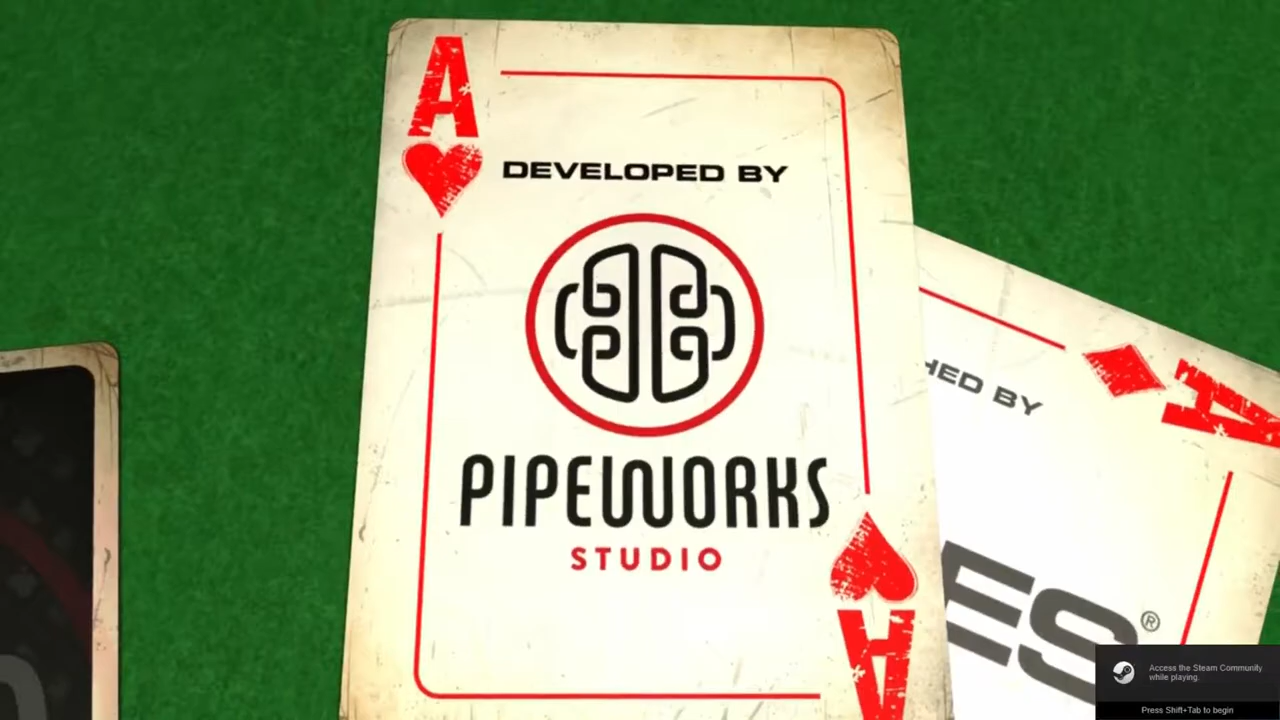 A
DEVELOPED BY
PIPEWORKS
STUDIO
A
HED BY
A
ES®
Access the Steam Community
while playing.
Press Shift+Tab to begin